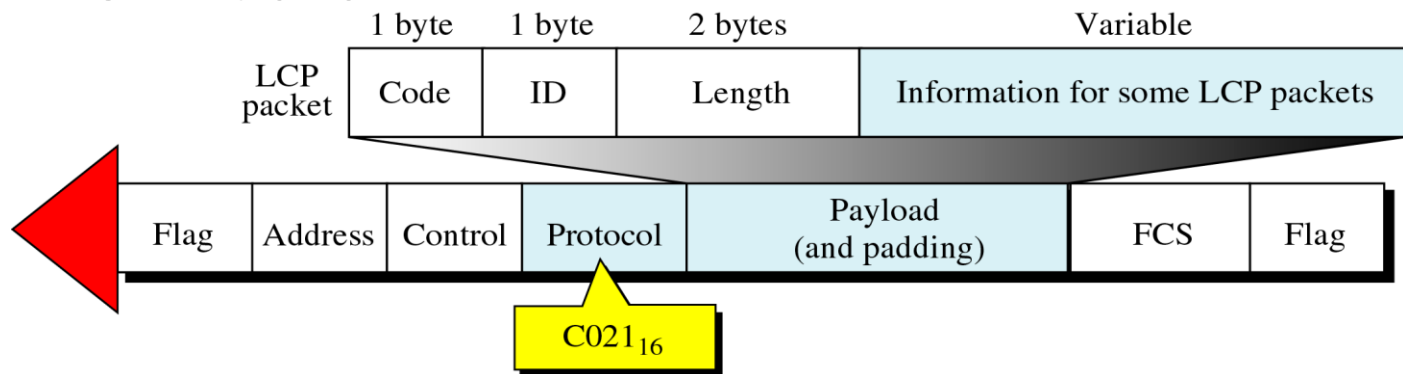 1 byte 1 byte 2 bytes Variable
LCP
packet
Code ID Length Information for some LCP packets
Flag Address Control Protocol Payload
(and padding) FCS Flag
C021₁₆